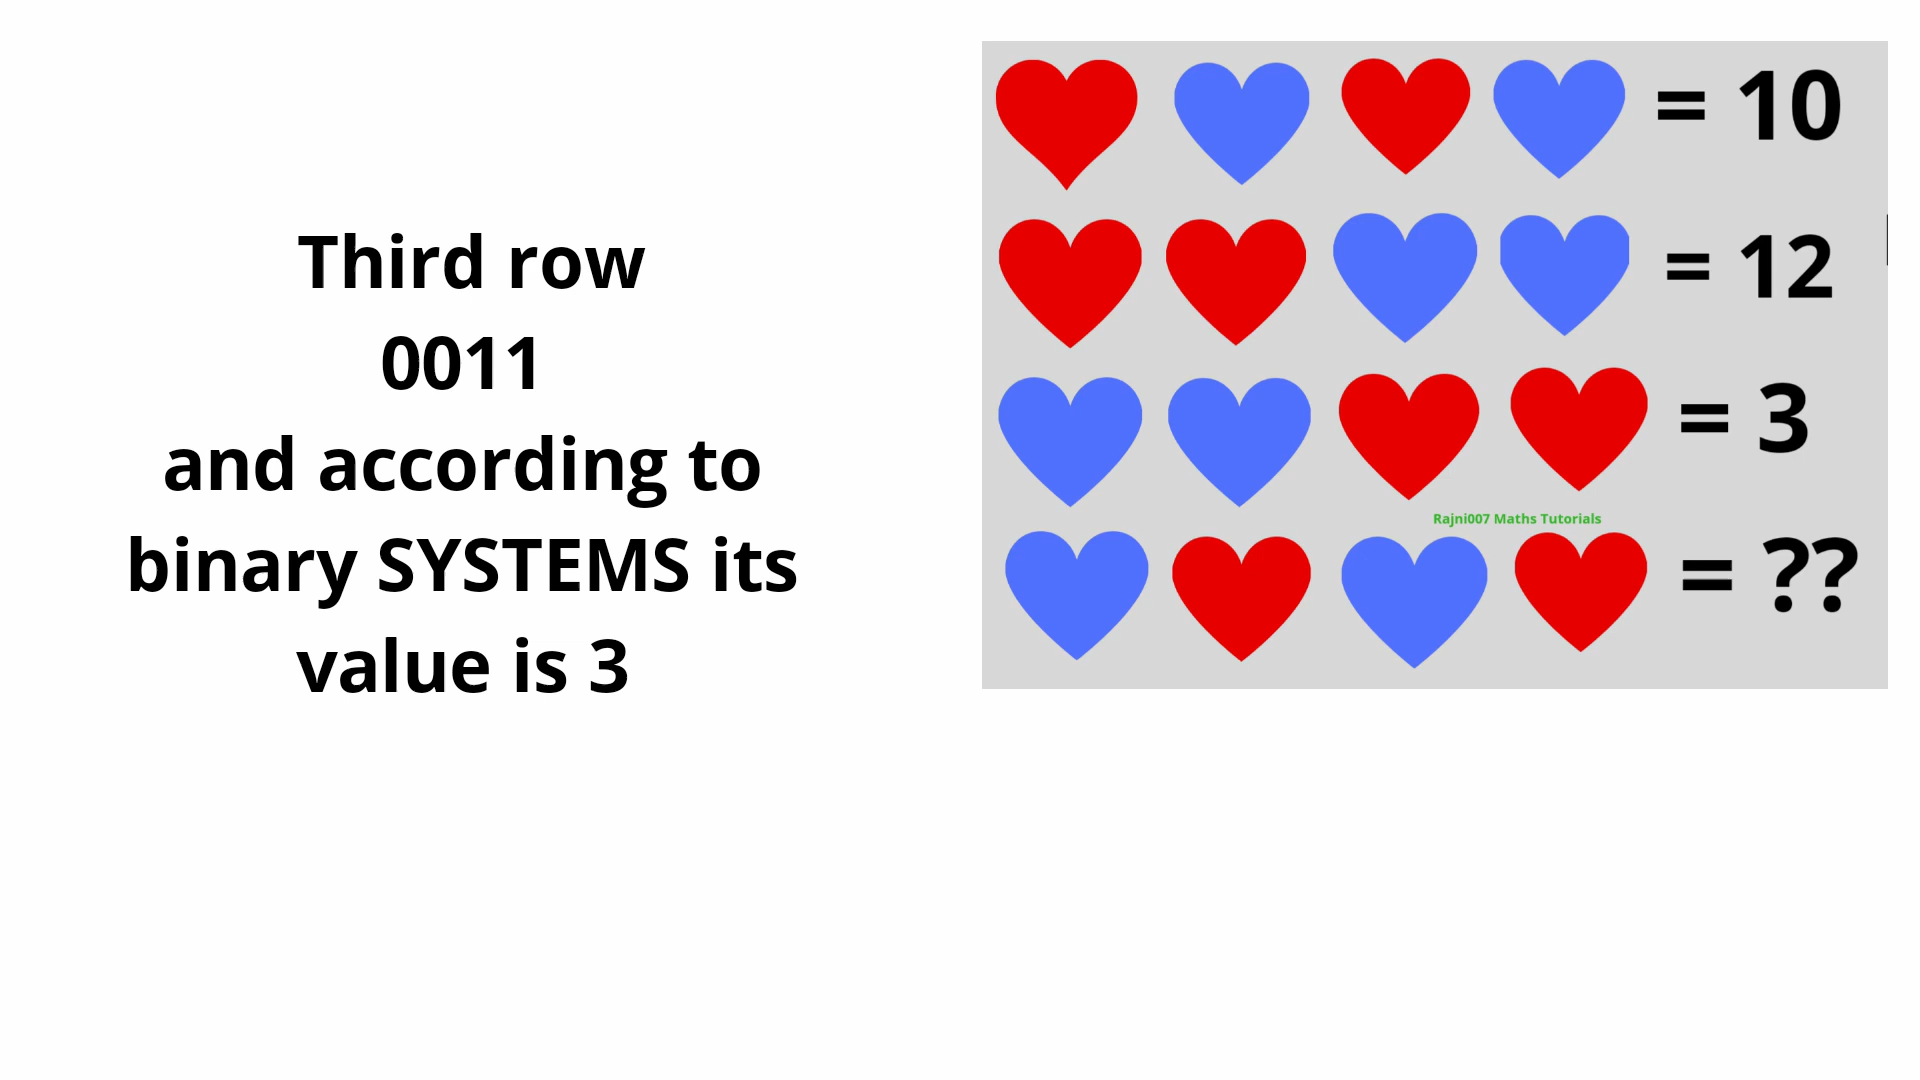 Third row
0011
and according to
binary SYSTEMS its
value is 3
= 10
= 12
= 3
Rajni007 Maths Tutorials
= ??